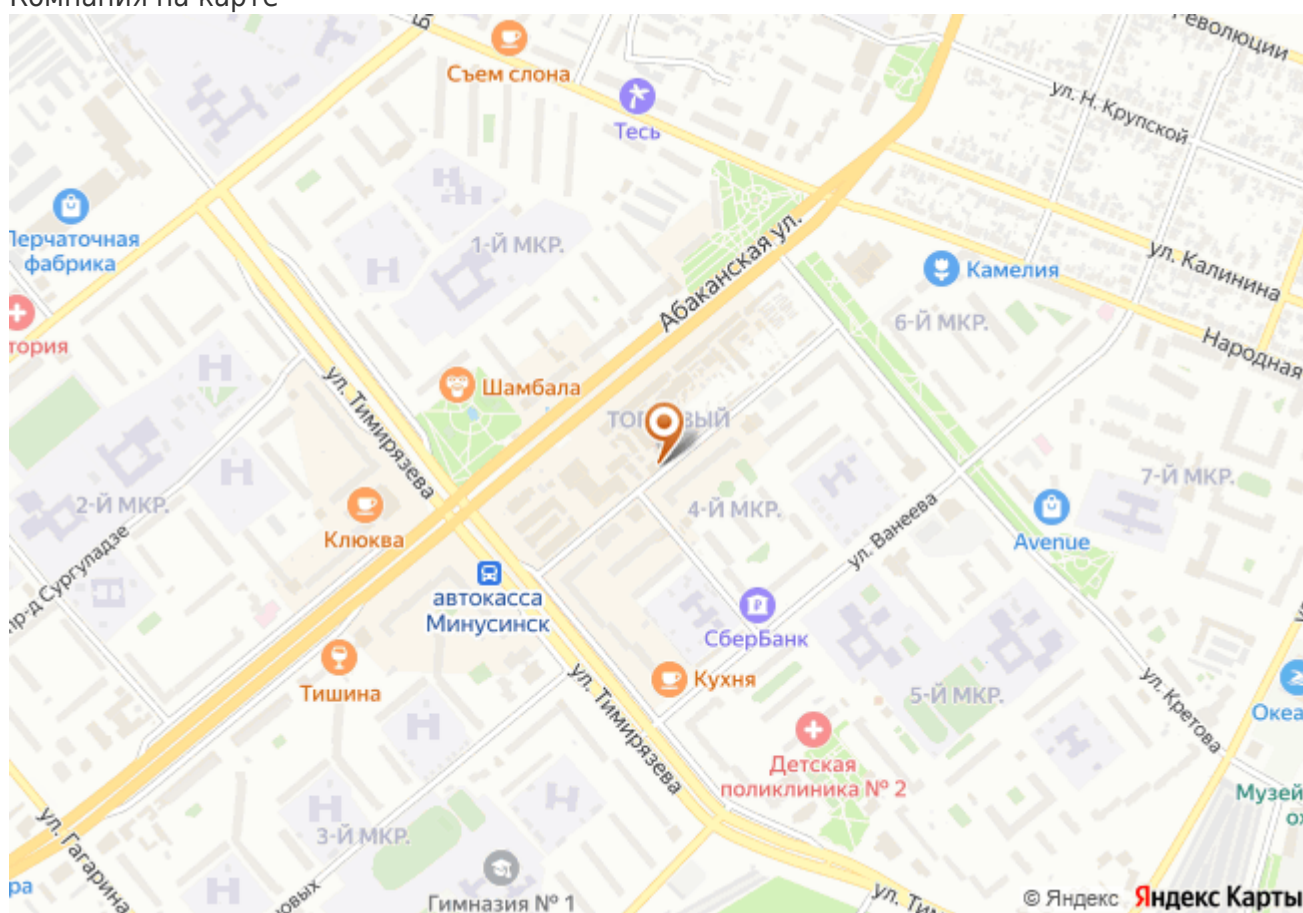 Компания на карте
Съем слона
Тесь
Революции
ул. Н. Крупской
Перчаточная
фабрика
1-Й МКР.
Абаканская ул.
ул. Калинина
Камелия
6-Й МКР.
Народная
Шамбала
ул. Тимирязева
2-Й МКР.
Клюква
4-Й МКР.
7-Й МКР.
Avenue
ул. Ванеева
пр-д Сургуладзе
автокасса
Минусинск
СберБанк
Тишина
Кухня
5-Й МКР.
ул. Кретова
ул. Тимирязева
Детская
поликлиника № 2
Музей
3-Й МКР.
ул. Гагарина
Гимназия № 1
© Яндекс Яндекс Карты